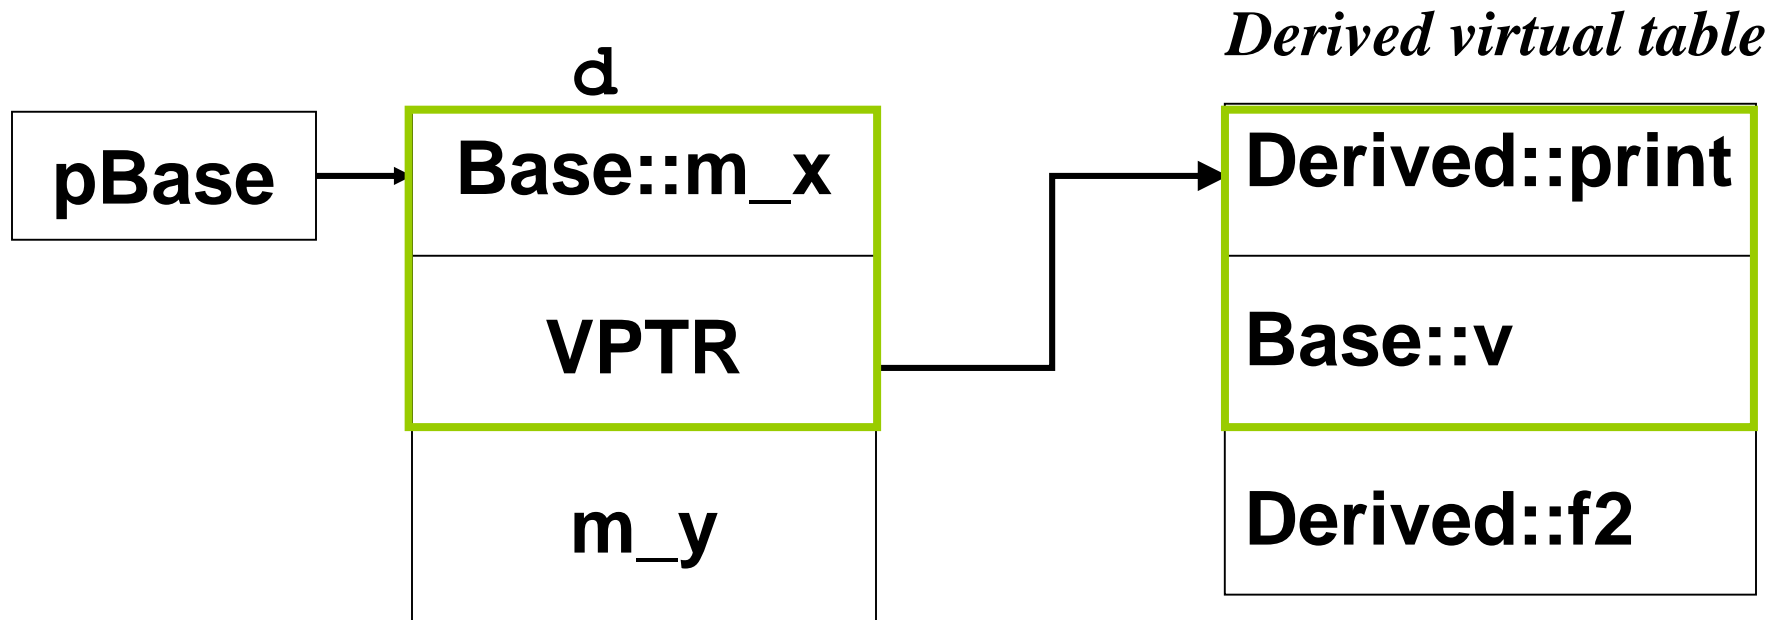 Derived virtual table
d
pBase
Base::m_x
Derived::print
VPTR
Base::v
m_y
Derived::f2